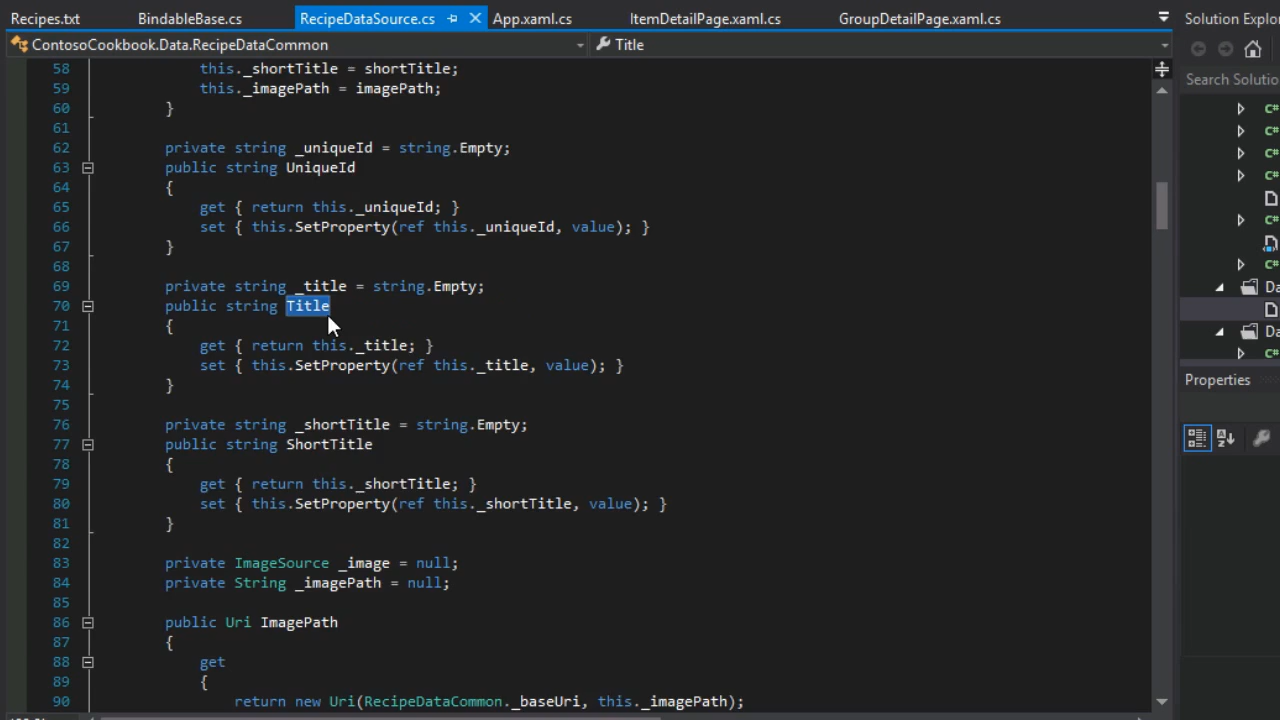 Recipes.txt BindableBase.cs RecipeDataSource.cs App.xaml.cs ItemDetailPage.xaml.cs GroupDetailPage.xaml.cs Solution Explo
ContosoCookbook.Data.RecipeDataCommon Title
Search Solutio
58 this._shortTitle = shortTitle;
59 this._imagePath = imagePath;
60 }
61
62 private string _uniqueId = string.Empty;
63 public string UniqueId
64 {
65 get { return this._uniqueId; }
66 set { this.SetProperty(ref this._uniqueId, value); }
67 }
68
69 private string _title = string.Empty;
70 public string Title
71 {
72 get { return this._title; }
73 set { this.SetProperty(ref this._title, value); }
74 }
75
76 private string _shortTitle = string.Empty;
77 public string ShortTitle
78 {
79 get { return this._shortTitle; }
80 set { this.SetProperty(ref this._shortTitle, value); }
81 }
82
83 private ImageSource _image = null;
84 private String _imagePath = null;
85
86 public Uri ImagePath
87 {
88 get
89 {
90 return new Uri(RecipeDataCommon._baseUri, this._imagePath);
C#
C#
C#
C#
C#
C#
Da
Da
C#
Properties